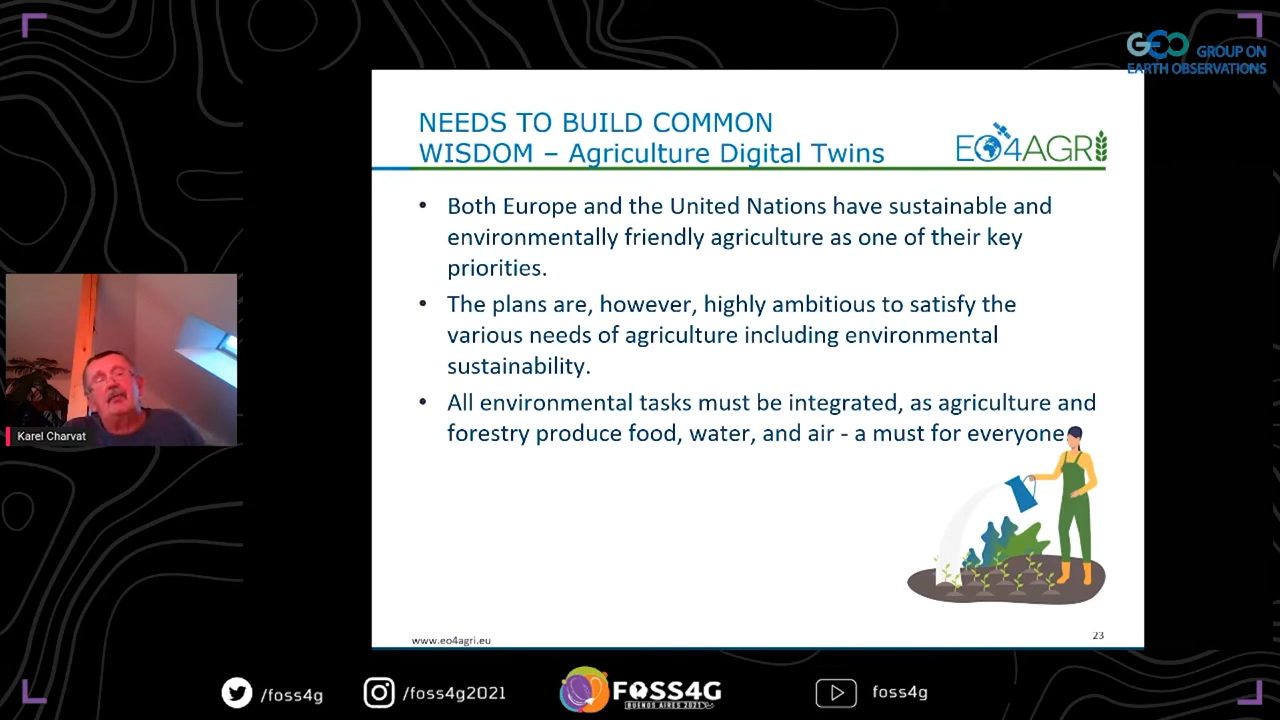 GEO GROUP ON
EARTH OBSERVATIONS
NEEDS TO BUILD COMMON
WISDOM – Agriculture Digital Twins
EO4AGRI
• Both Europe and the United Nations have sustainable and
environmentally friendly agriculture as one of their key
priorities.
• The plans are, however, highly ambitious to satisfy the
various needs of agriculture including environmental
sustainability.
• All environmental tasks must be integrated, as agriculture and
forestry produce food, water, and air - a must for everyone
Karel Charvat
www.eo4agri.eu
23
/foss4g
/foss4g2021
FOSS4G
BUENOS AIRES 2021
foss4g